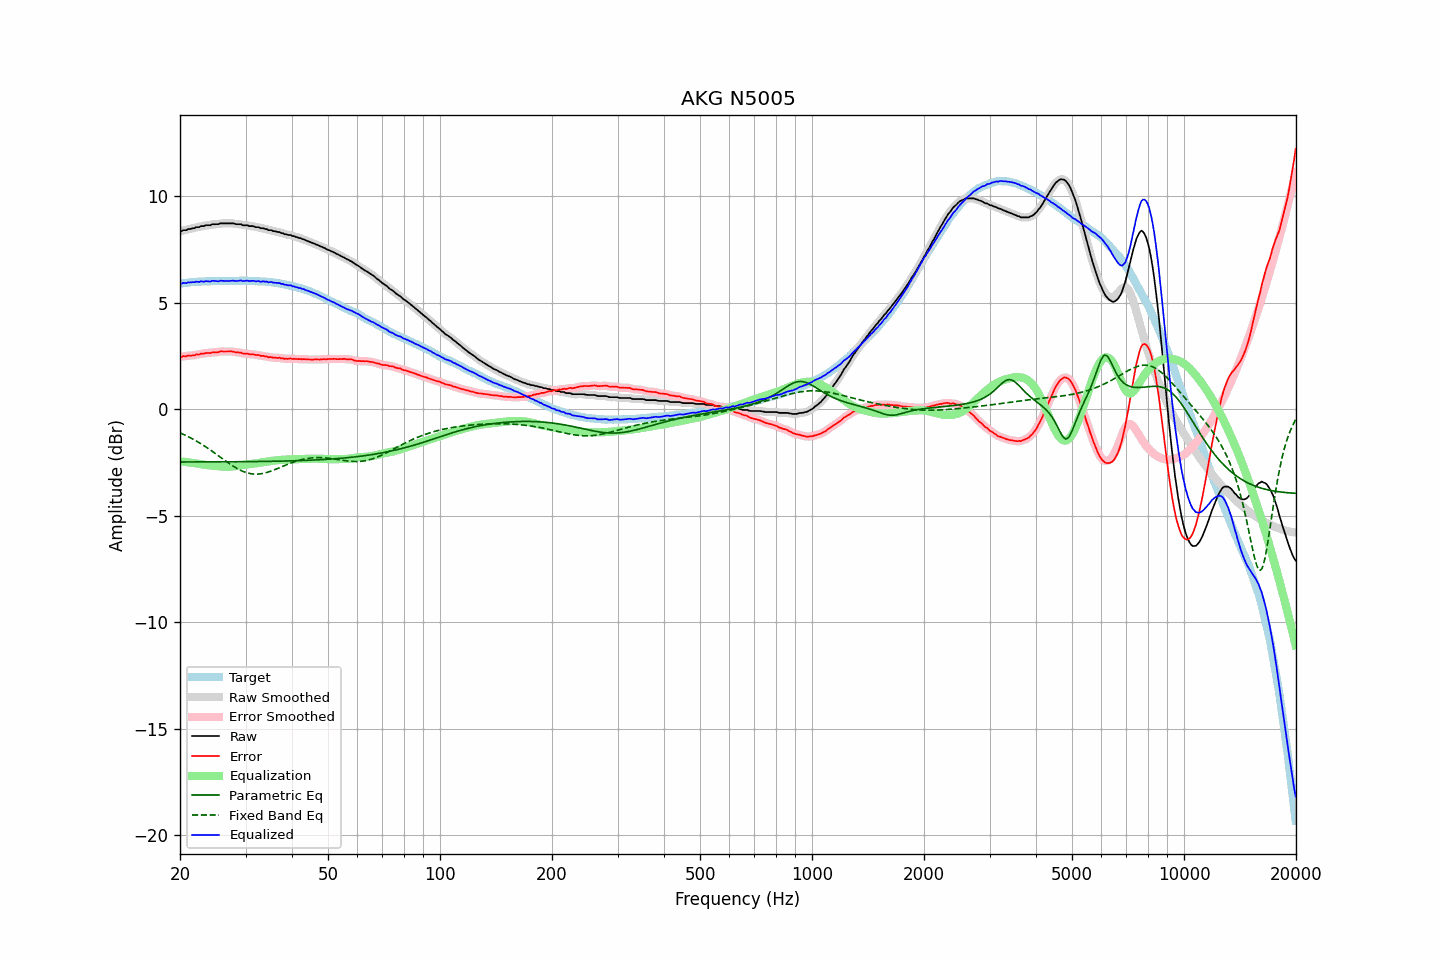 AKG N5005
Amplitude (dBr)
10
5
0
−5
−10
−15
−20
Target
Raw Smoothed
Error Smoothed
Raw
Error
Equalization
Parametric Eq
Fixed Band Eq
Equalized
20 50 100 200 500 1000 2000 5000 10000 20000
Frequency (Hz)